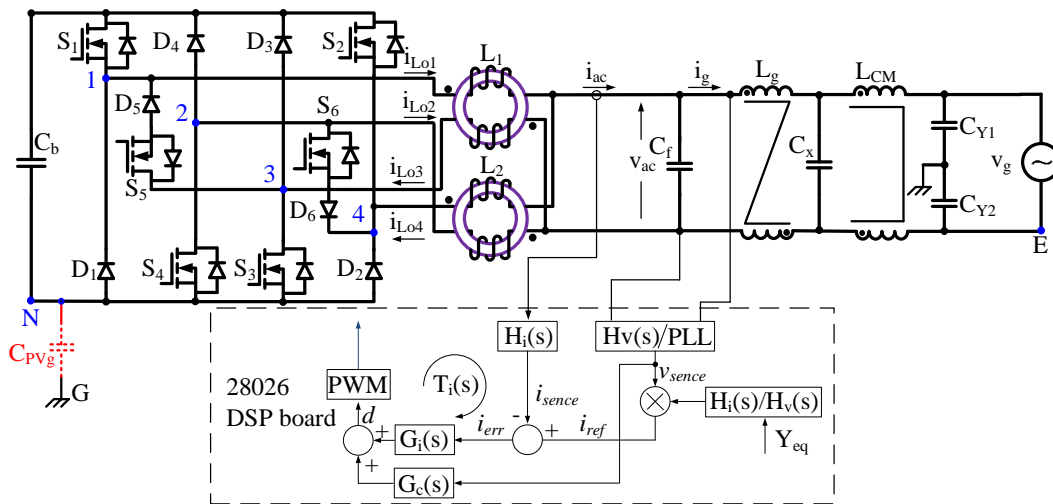 S1 D4 D3 S2
iLo1 L1 iac ig Lg LCM
1
D5 iLo2
2 S6
Cb Cf Cx CY1
vac vg
S5 3 iLo3 L2
D6 4 CY2
iLo4 E
D1 S4 S3 D2
N
CPVg
G
Hi(s) Hv(s)/PLL
28026
DSP board
PWM Ti(s) isence vsence
d ierr - iref Hi(s)/Hv(s)
+ Gi(s) + Yeq
+ Gc(s)